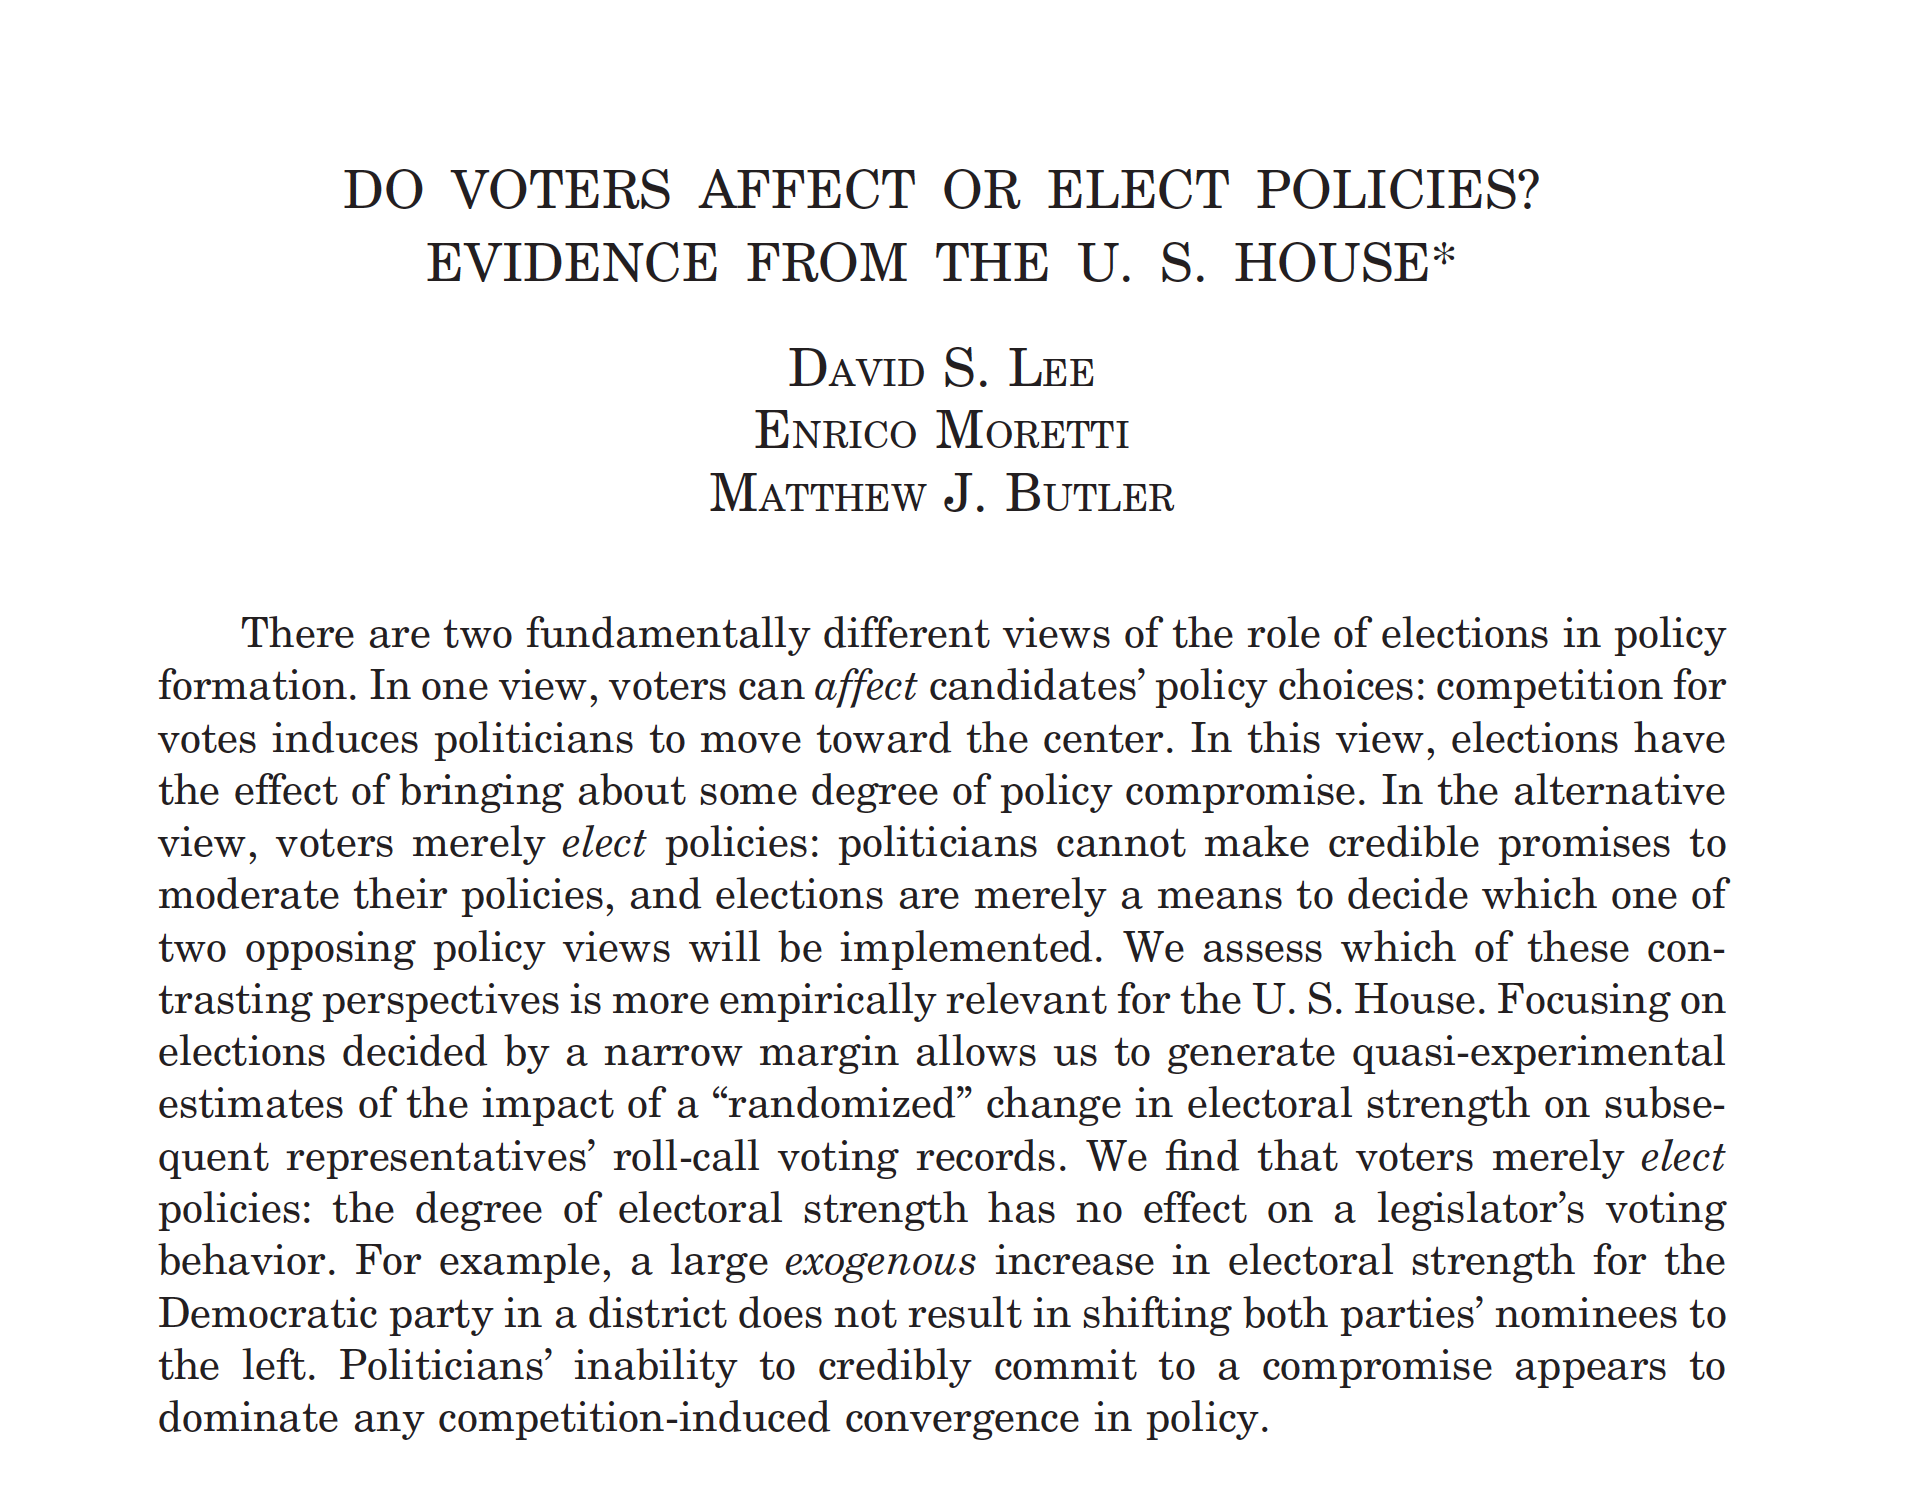 DO VOTERS AFFECT OR ELECT POLICIES?
EVIDENCE FROM THE U. S. HOUSE*
DAVID S. LEE
ENRICO MORETTI
MATTHEW J. BUTLER
There are two fundamentally different views of the role of elections in policy
formation. In one view, voters can affect candidates’ policy choices: competition for
votes induces politicians to move toward the center. In this view, elections have
the effect of bringing about some degree of policy compromise. In the alternative
view, voters merely elect policies: politicians cannot make credible promises to
moderate their policies, and elections are merely a means to decide which one of
two opposing policy views will be implemented. We assess which of these con-
trasting perspectives is more empirically relevant for the U. S. House. Focusing on
elections decided by a narrow margin allows us to generate quasi-experimental
estimates of the impact of a “randomized” change in electoral strength on subse-
quent representatives’ roll-call voting records. We find that voters merely elect
policies: the degree of electoral strength has no effect on a legislator’s voting
behavior. For example, a large exogenous increase in electoral strength for the
Democratic party in a district does not result in shifting both parties’ nominees to
the left. Politicians’ inability to credibly commit to a compromise appears to
dominate any competition-induced convergence in policy.